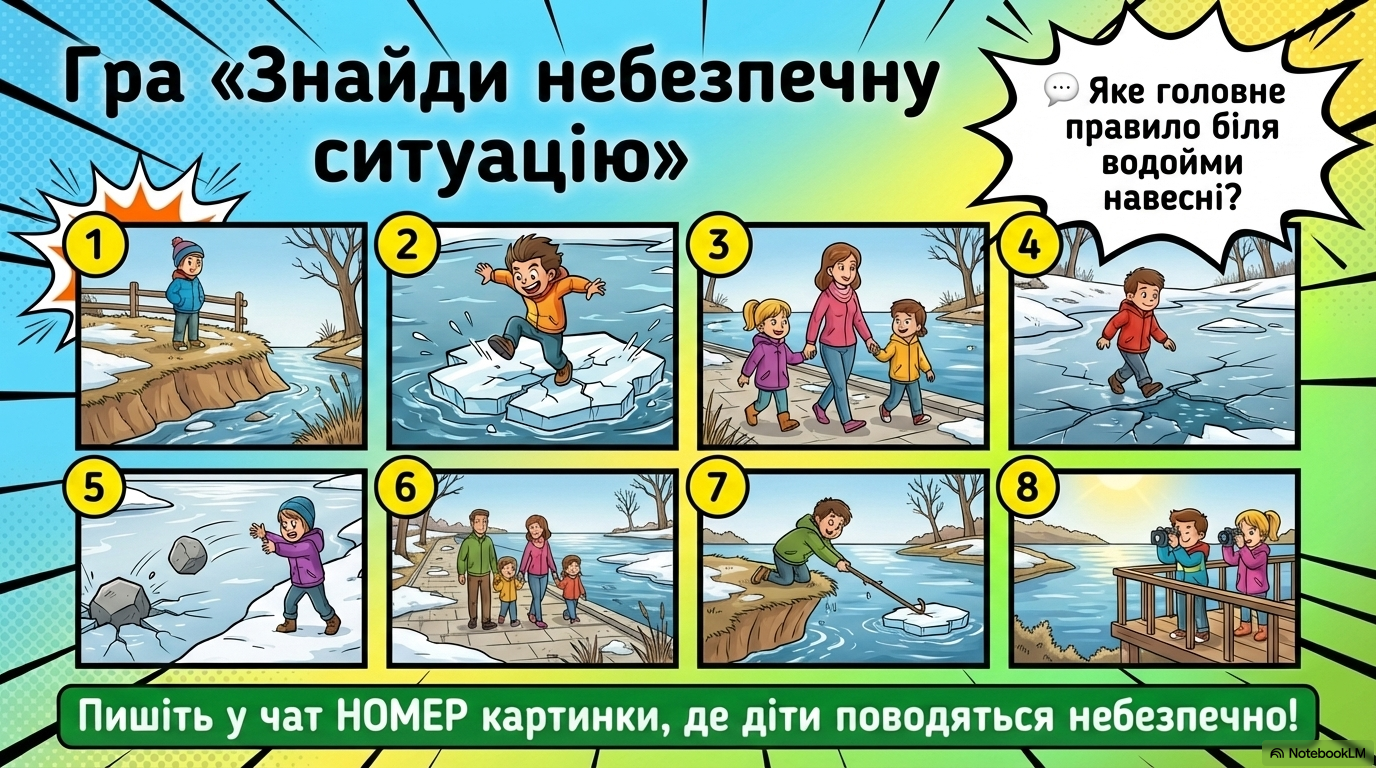 Гра «Знайди небезпечну
ситуацію»
💬 Яке головне
правило біля
водойми
навесні?
1
2
3
4
5
6
7
8
Пишіть у чат НОМЕР картинки, де діти поводяться небезпечно!
NotebookLM